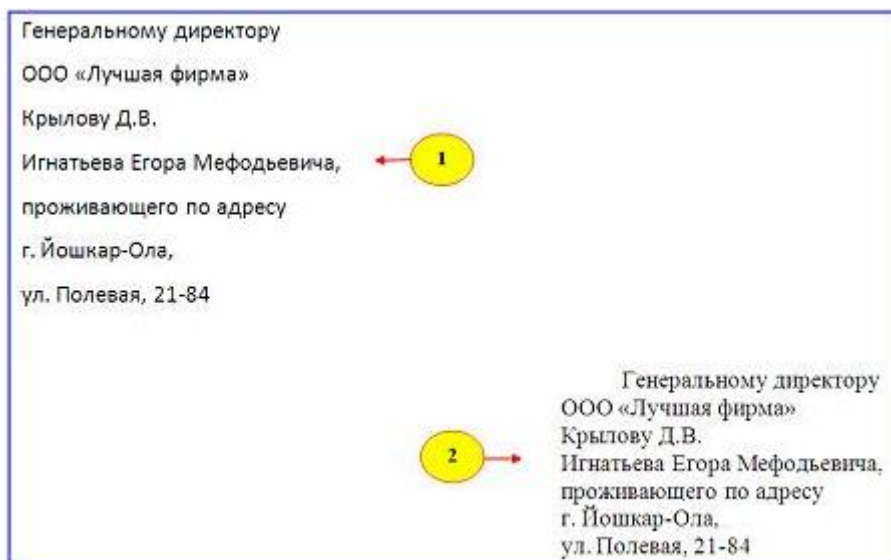 Генеральному директору
ООО «Лучшая фирма»
Крылову Д.В.
Игнатьева Егора Мефодьевича,
1
проживающего по адресу
г. Йошкар-Ола,
ул. Полевая, 21-84
Генеральному директору
ООО «Лучшая фирма»
Крылову Д.В.
2
Игнатьева Егора Мефодьевича,
проживающего по адресу
г. Йошкар-Ола,
ул. Полевая, 21-84